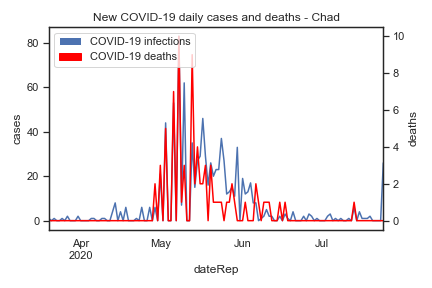 New COVID-19 daily cases and deaths - Chad
COVID-19 infections
COVID-19 deaths
80
60
40
20
0
cases
10
8
6
4
2
0
deaths
Apr
2020
May
Jun
Jul
dateRep